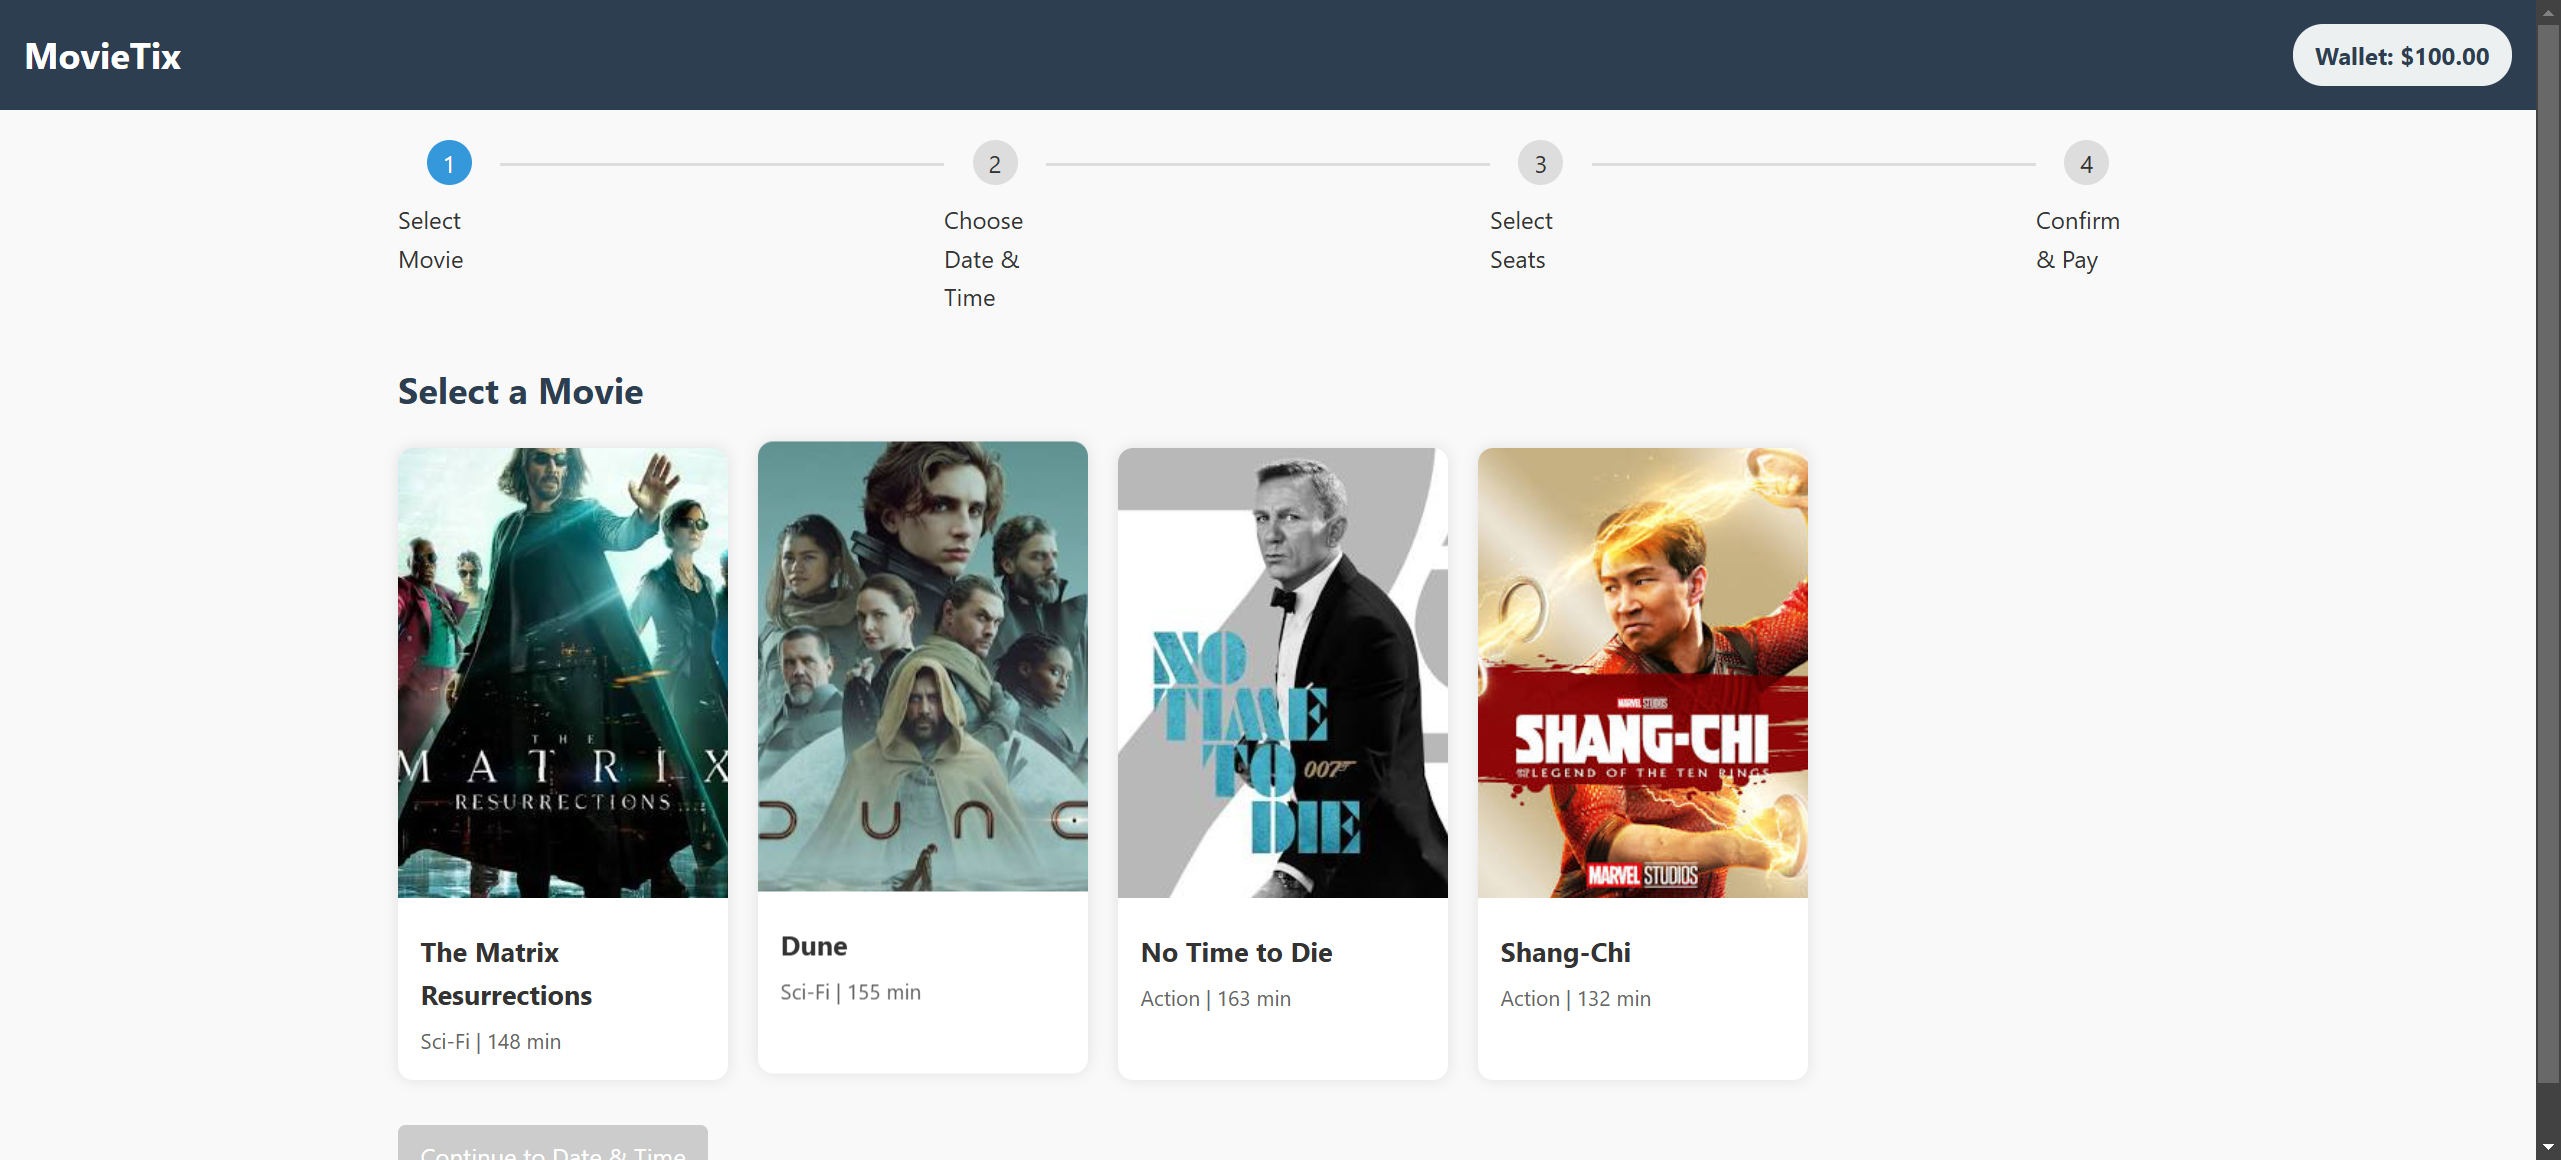 MovieTix
Wallet: $100.00
1
2
3
4
Select
Movie
Choose
Date &
Time
Select
Seats
Confirm
& Pay
Select a Movie
THE
MATRIX
RESURRECTIONS
DUNE
NO
TIME
TO
007
DIE
MARVEL STUDIOS
SHANG-CHI
AND THE LEGEND OF THE TEN RINGS
MARVEL STUDIOS
The Matrix
Resurrections
Sci-Fi | 148 min
Dune
Sci-Fi | 155 min
No Time to Die
Action | 163 min
Shang-Chi
Action | 132 min
Continue to Date & Time